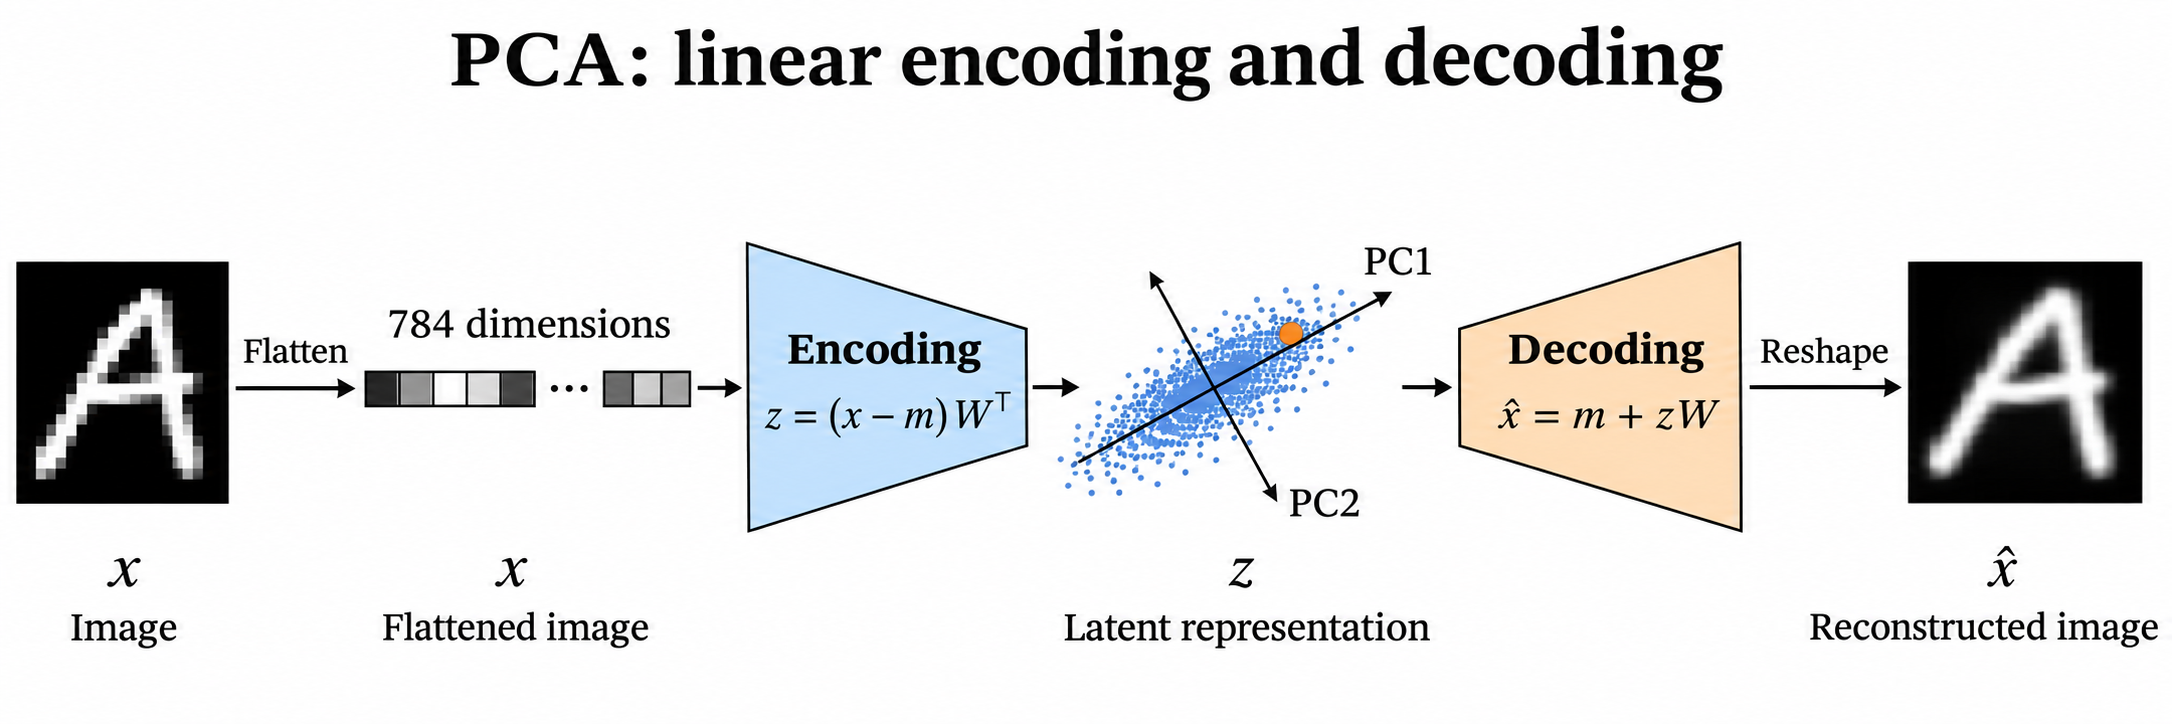 PCA: linear encoding and decoding
Flatten
784 dimensions
...
Encoding
z = (x − m) W⊤
PC1
PC2
Decoding
x̂ = m + zW
Reshape
x
Image
x
Flattened image
z
Latent representation
x̂
Reconstructed image